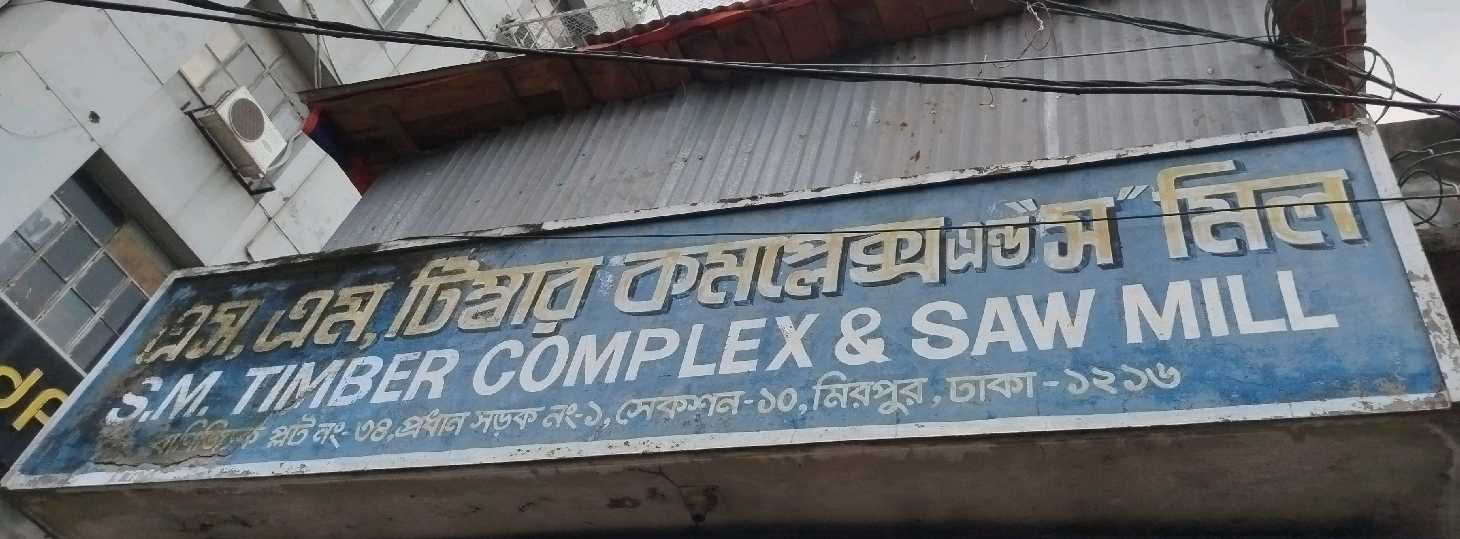 এস, এম, টিম্বার কমপ্লেক্স এন্ড "স" মিল
S.M. TIMBER COMPLEX & SAW MILL
প্লট নং- ৩৪, প্রধান সড়ক নং-১, সেকশন-১০, মিরপুর, ঢাকা -১২১৬